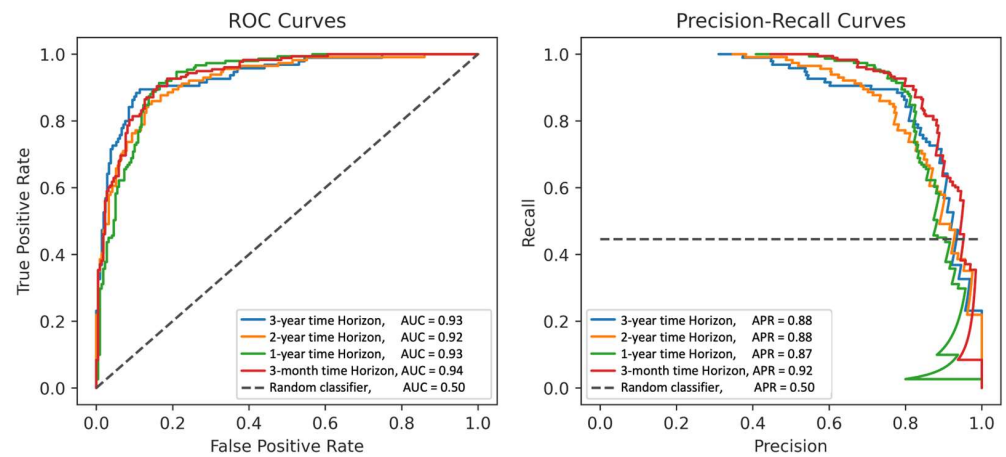 ROC Curves
1.0
0.8
0.6
0.4
0.2
0.0
True Positive Rate
3-year time Horizon, AUC = 0.93
2-year time Horizon, AUC = 0.92
1-year time Horizon, AUC = 0.93
3-month time Horizon, AUC = 0.94
Random classifier, AUC = 0.50
0.0 0.2 0.4 0.6 0.8 1.0
False Positive Rate
Precision-Recall Curves
1.0
0.8
0.6
0.4
0.2
0.0
Recall
3-year time Horizon, APR = 0.88
2-year time Horizon, APR = 0.88
1-year time Horizon, APR = 0.87
3-month time Horizon, APR = 0.92
Random classifier, APR = 0.50
0.0 0.2 0.4 0.6 0.8 1.0
Precision